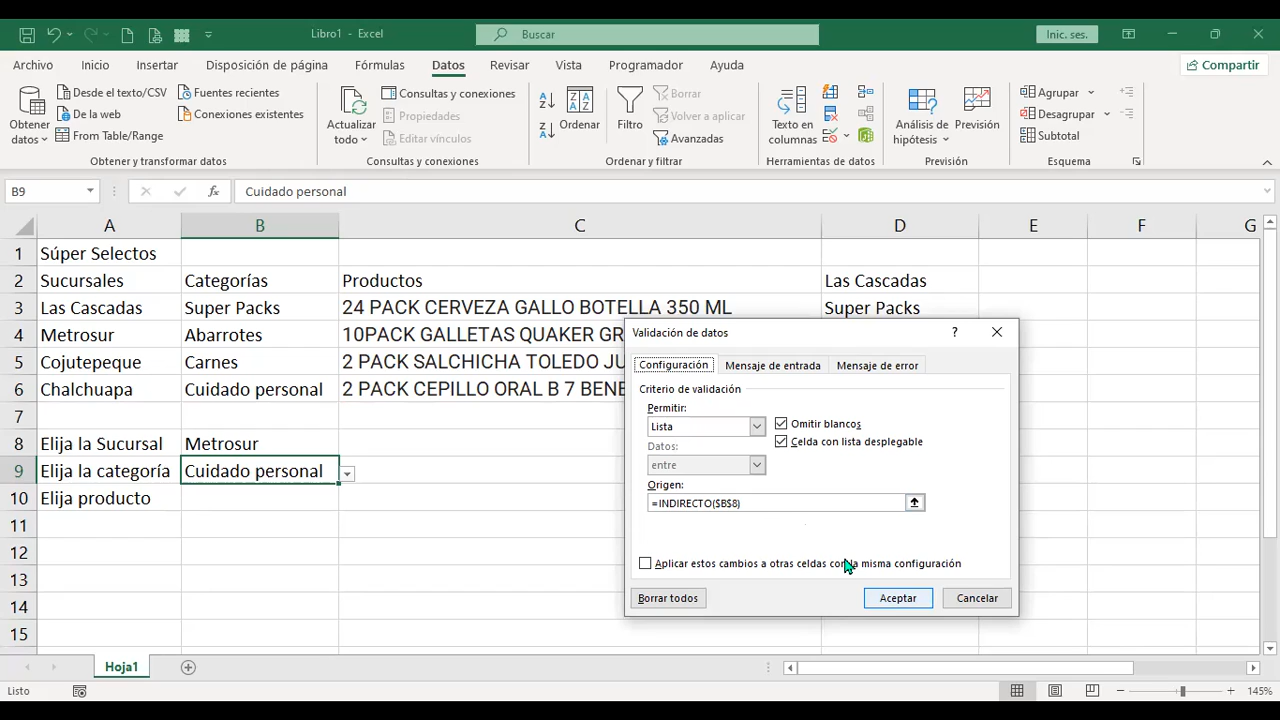 Libro1 - Excel
Buscar
Inic. ses.
Archivo Inicio Insertar Disposición de página Fórmulas Datos Revisar Vista Programador Ayuda
Compartir
Obtener datos
Desde el texto/CSV
De la web
From Table/Range
Fuentes recientes
Conexiones existentes
Obtener y transformar datos
Actualizar todo
Consultas y conexiones
Propiedades
Editar vínculos
Consultas y conexiones
Ordenar
Filtro
Borrar
Volver a aplicar
Avanzadas
Ordenar y filtrar
Texto en columnas
Herramientas de datos
Análisis de hipótesis
Previsión
Previsión
Agrupar
Desagrupar
Subtotal
Esquema
B9
fx
Cuidado personal
A B C D E F G
1 Súper Selectos
2 Sucursales Categorías Productos Las Cascadas
3 Las Cascadas Super Packs 24 PACK CERVEZA GALLO BOTELLA 350 ML Super Packs
4 Metrosur Abarrotes 10PACK GALLETAS QUAKER GR
5 Cojutepeque Carnes 2 PACK SALCHICHA TOLEDO JU
6 Chalchuapa Cuidado personal 2 PACK CEPILLO ORAL B 7 BENE
7
8 Elija la Sucursal Metrosur
9 Elija la categoría Cuidado personal
10 Elija producto
11
12
13
14
15
Validación de datos
?
Configuración Mensaje de entrada Mensaje de error
Criterio de validación
Permitir:
Lista
Omitir blancos
Celda con lista desplegable
Datos:
entre
Origen:
=INDIRECTO($B$8)
Aplicar estos cambios a otras celdas con la misma configuración
Borrar todos
Aceptar
Cancelar
Hoja1
Listo
145%